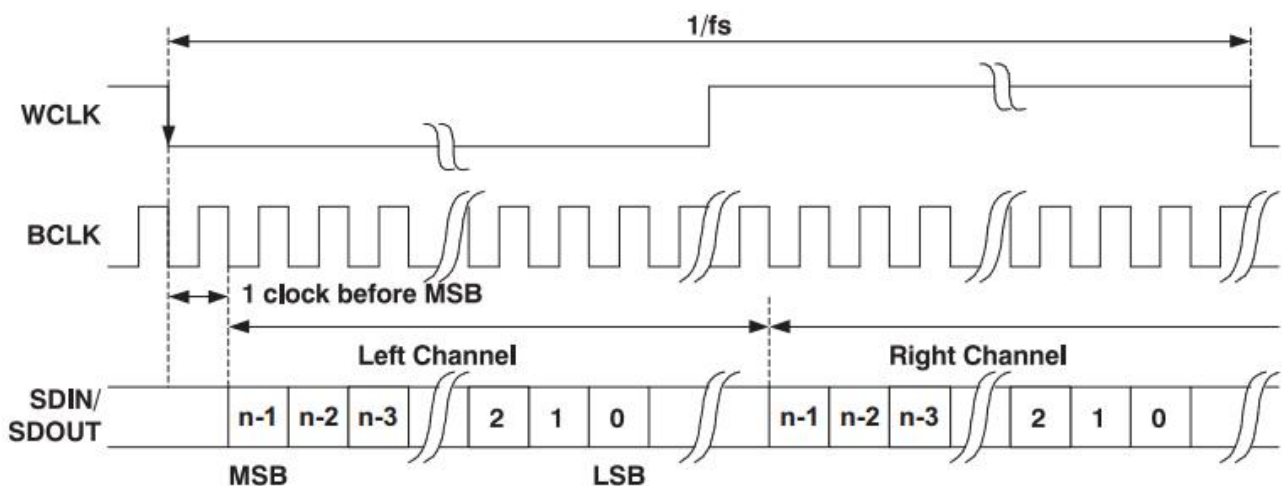 1/fs
WCLK
BCLK
1 clock before MSB
Left Channel Right Channel
SDIN/
SDOUT
n-1 n-2 n-3 2 1 0 n-1 n-2 n-3 2 1 0
MSB LSB